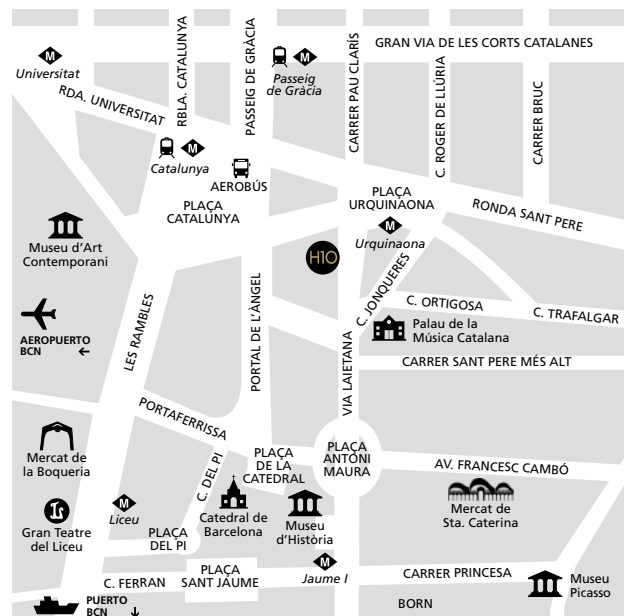 GRAN VIA DE LES CORTS CATALANES
M
Universitat
RBLA. CATALUNYA
PASSEIG DE GRÀCIA
M
Passeig
de Gràcia
CARRER PAU CLARÍS
C. ROGER DE LLÚRIA
CARRER BRUC
RDA. UNIVERSITAT
M
Catalunya
AEROBÚS
PLAÇA
CATALUNYA
PLAÇA
URQUINAONA
M
Urquinaona
RONDA SANT PERE
Museu d’Art
Contemporani
H10
C. JONQUERES
C. ORTIGOSA
C. TRAFALGAR
AEROPUERTO
BCN ←
LES RAMBLES
PORTAL DE L’ÀNGEL
VIA LAIETANA
Palau de la
Música Catalana
CARRER SANT PERE MÉS ALT
PORTAFERRISSA
Mercat de
la Boqueria
C. DEL PI
PLAÇA
DE LA
CATEDRAL
PLAÇA
ANTONI
MAURA
AV. FRANCESC CAMBÓ
Gran Teatre
del Liceu
M
Liceu
PLAÇA
DEL PI
Catedral de
Barcelona
Museu
d’Història
Mercat de
Sta. Caterina
M
Jaume I
C. FERRAN
PLAÇA
SANT JAUME
CARRER PRINCESA
Museu
Picasso
PUERTO
BCN ↓
BORN